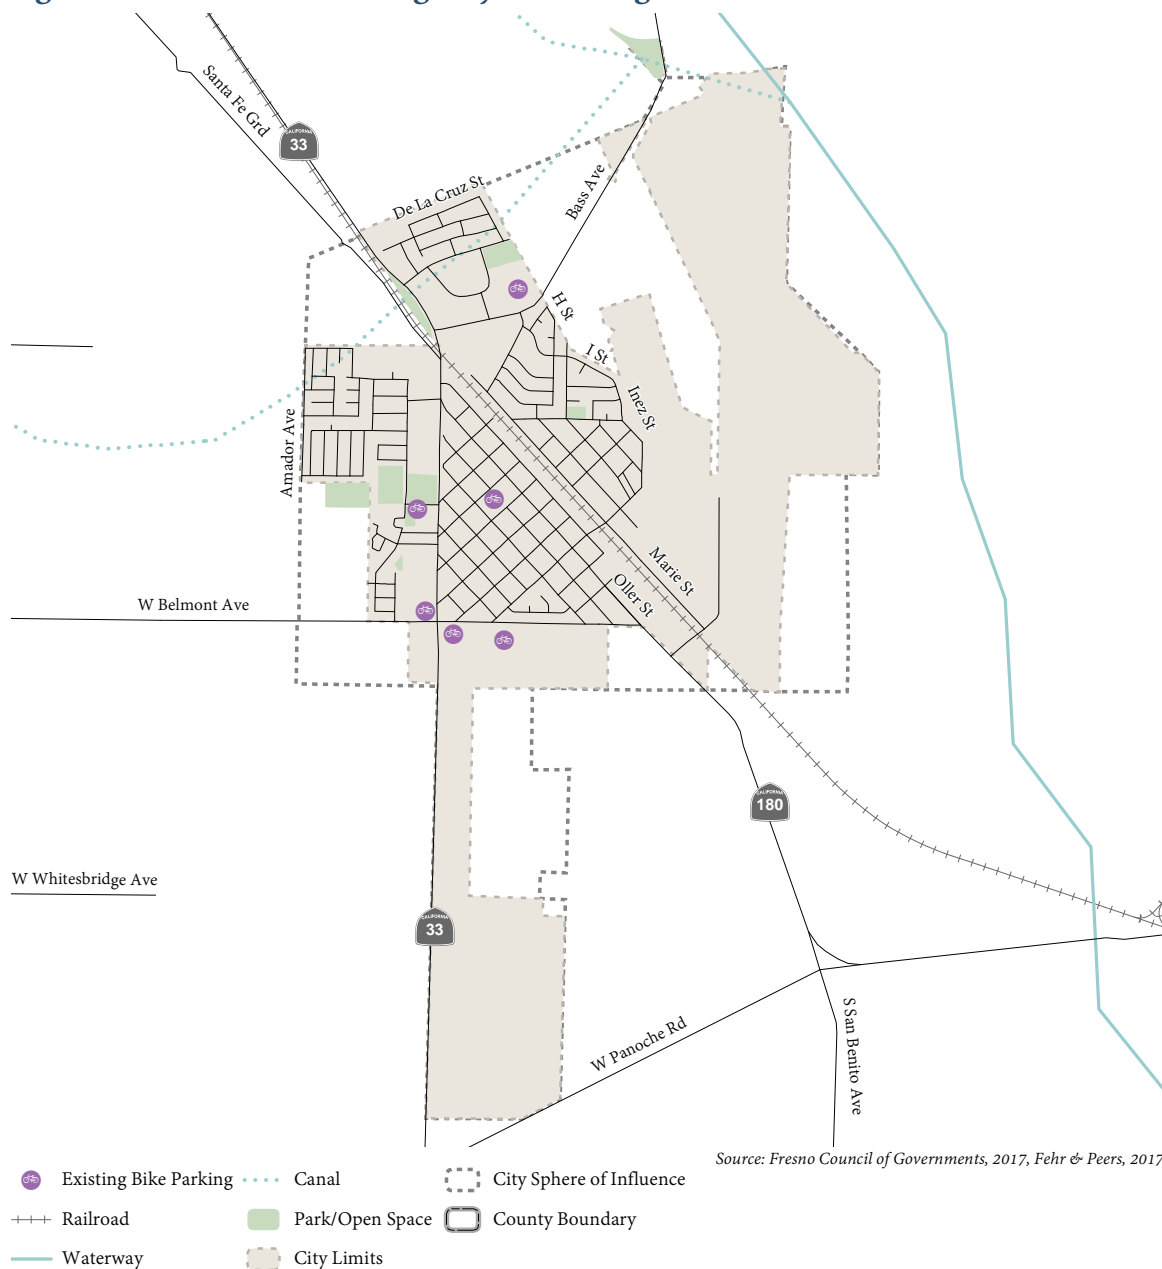 Santa Fe Grd
CALIFORNIA
33
De La Cruz St
Bass Ave
H St
I St
Inez St
Amador Ave
Marie St
Oller St
W Belmont Ave
CALIFORNIA
180
W Whitesbridge Ave
CALIFORNIA
33
W Panoche Rd
S San Benito Ave
Source: Fresno Council of Governments, 2017, Fehr & Peers, 2017
Existing Bike Parking
Canal
City Sphere of Influence
Railroad
Park/Open Space
County Boundary
Waterway
City Limits